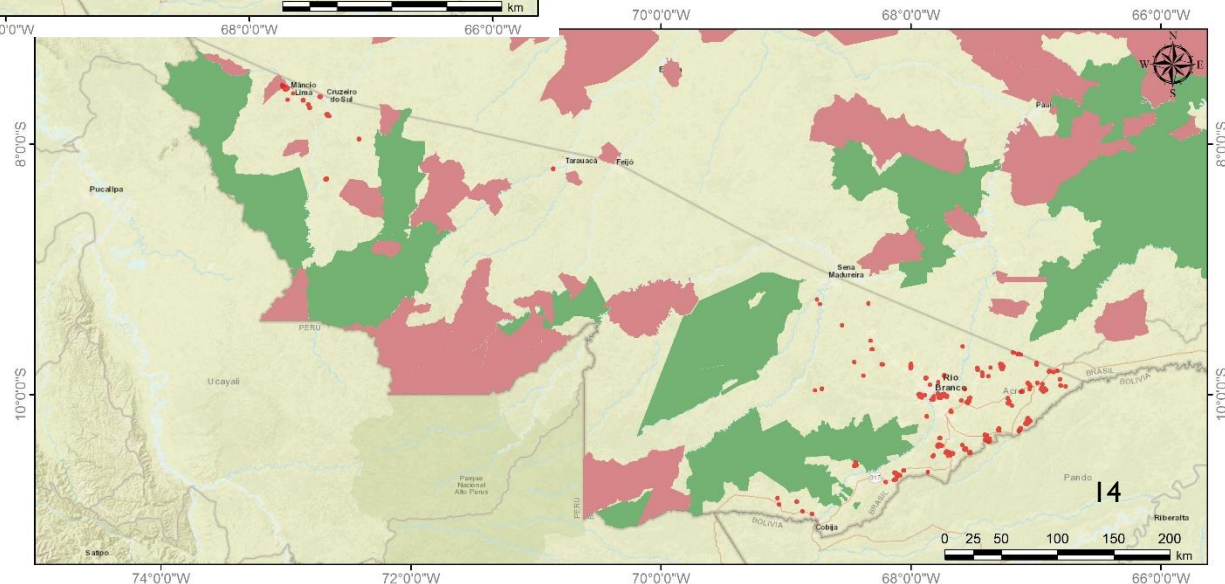 km
68°0'0"W
66°0'0"W
70°0'0"W
68°0'0"W
66°0'0"W
N
W
E
S
Mâncio
Lima
Cruzeiro
do Sul
8°0'0"S
8°0'0"S
Tarauacá
Feijó
Pucallpa
Sena
Madureira
PERU
Ucayali
Rio
Branco
Acre
BRASIL
BOLIVIA
10°0'0"S
10°0'0"S
Parque
Nacional
Alto Purus
317
Pando
14
PERU
BRASIL
BOLIVIA
Cobija
Riberalta
Satipo
0 25 50 100 150 200
km
74°0'0"W
72°0'0"W
70°0'0"W
68°0'0"W
66°0'0"W